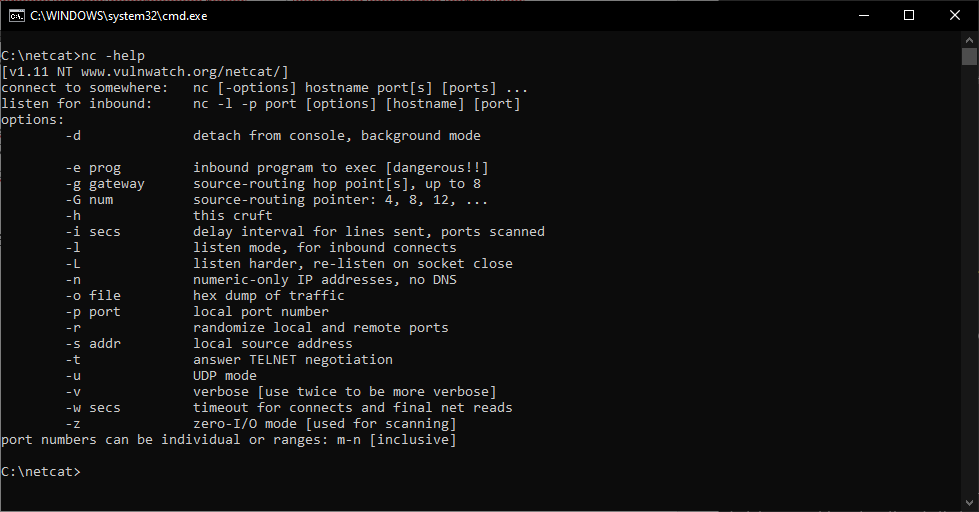 C:\WINDOWS\system32\cmd.exe
C:\netcat>nc -help
[v1.11 NT www.vulnwatch.org/netcat/]
connect to somewhere:   nc [-options] hostname port[s] [ports] ...
listen for inbound:     nc -l -p port [options] [hostname] [port]
options:
        -d              detach from console, background mode
        -e prog         inbound program to exec [dangerous!!]
        -g gateway      source-routing hop point[s], up to 8
        -G num          source-routing pointer: 4, 8, 12, ...
        -h              this cruft
        -i secs         delay interval for lines sent, ports scanned
        -l              listen mode, for inbound connects
        -L              listen harder, re-listen on socket close
        -n              numeric-only IP addresses, no DNS
        -o file         hex dump of traffic
        -p port         local port number
        -r              randomize local and remote ports
        -s addr         local source address
        -t              answer TELNET negotiation
        -u              UDP mode
        -v              verbose [use twice to be more verbose]
        -w secs         timeout for connects and final net reads
        -z              zero-I/O mode [used for scanning]
port numbers can be individual or ranges: m-n [inclusive]
C:\netcat>